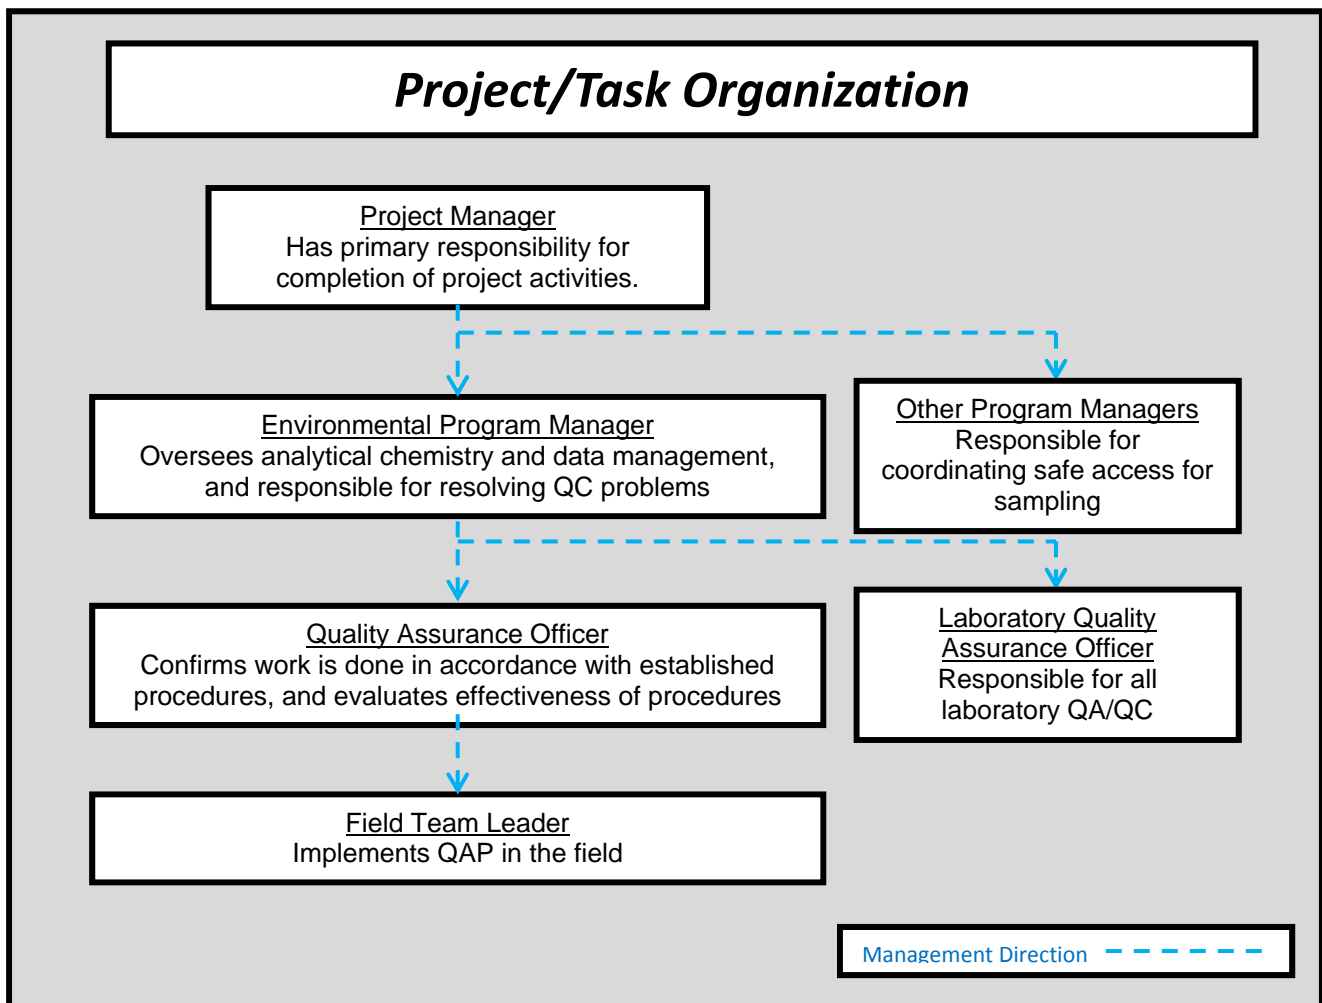 Project/Task Organization
Project Manager
Has primary responsibility for
completion of project activities.
Environmental Program Manager
Oversees analytical chemistry and data management,
and responsible for resolving QC problems
Other Program Managers
Responsible for
coordinating safe access for
sampling
Quality Assurance Officer
Confirms work is done in accordance with established
procedures, and evaluates effectiveness of procedures
Laboratory Quality
Assurance Officer
Responsible for all
laboratory QA/QC
Field Team Leader
Implements QAP in the field
Management Direction